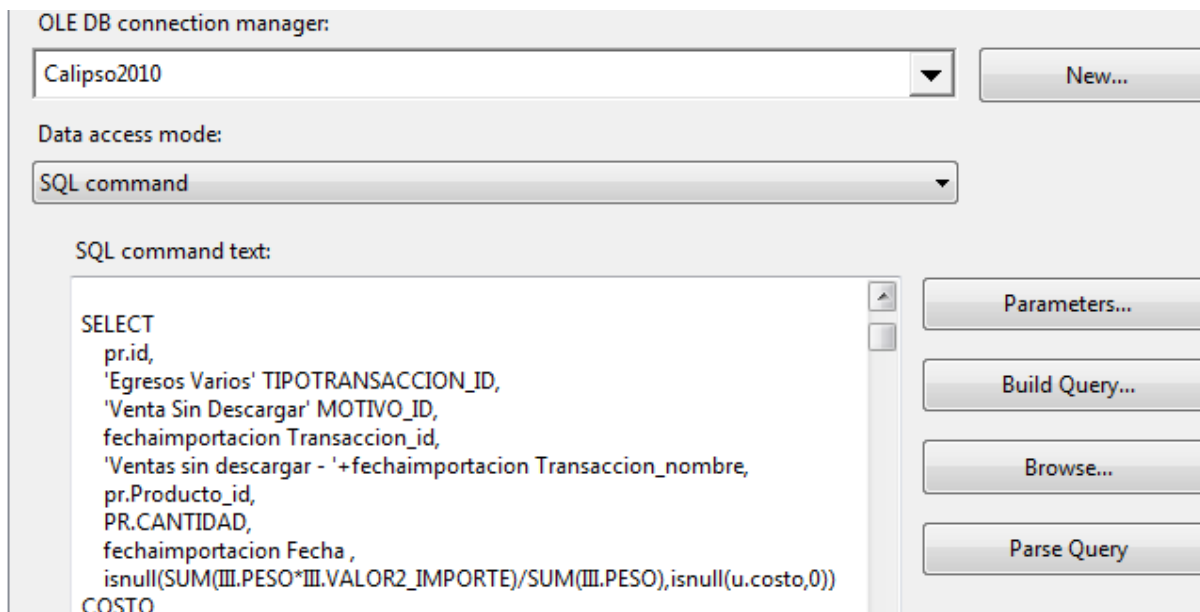 OLE DB connection manager:
Calipso2010
New...
Data access mode:
SQL command
SQL command text:
SELECT
pr.id,
'Egresos Varios' TIPOTRANSACCION_ID,
'Venta Sin Descargar' MOTIVO_ID,
fechaimportacion Transaccion_id,
'Ventas sin descargar - '+fechaimportacion Transaccion_nombre,
pr.Producto_id,
PR.CANTIDAD,
fechaimportacion Fecha ,
isnull(SUM(III.PESO*III.VALOR2_IMPORTE)/SUM(III.PESO),isnull(u.costo,0))
COSTO
Parameters...
Build Query...
Browse...
Parse Query